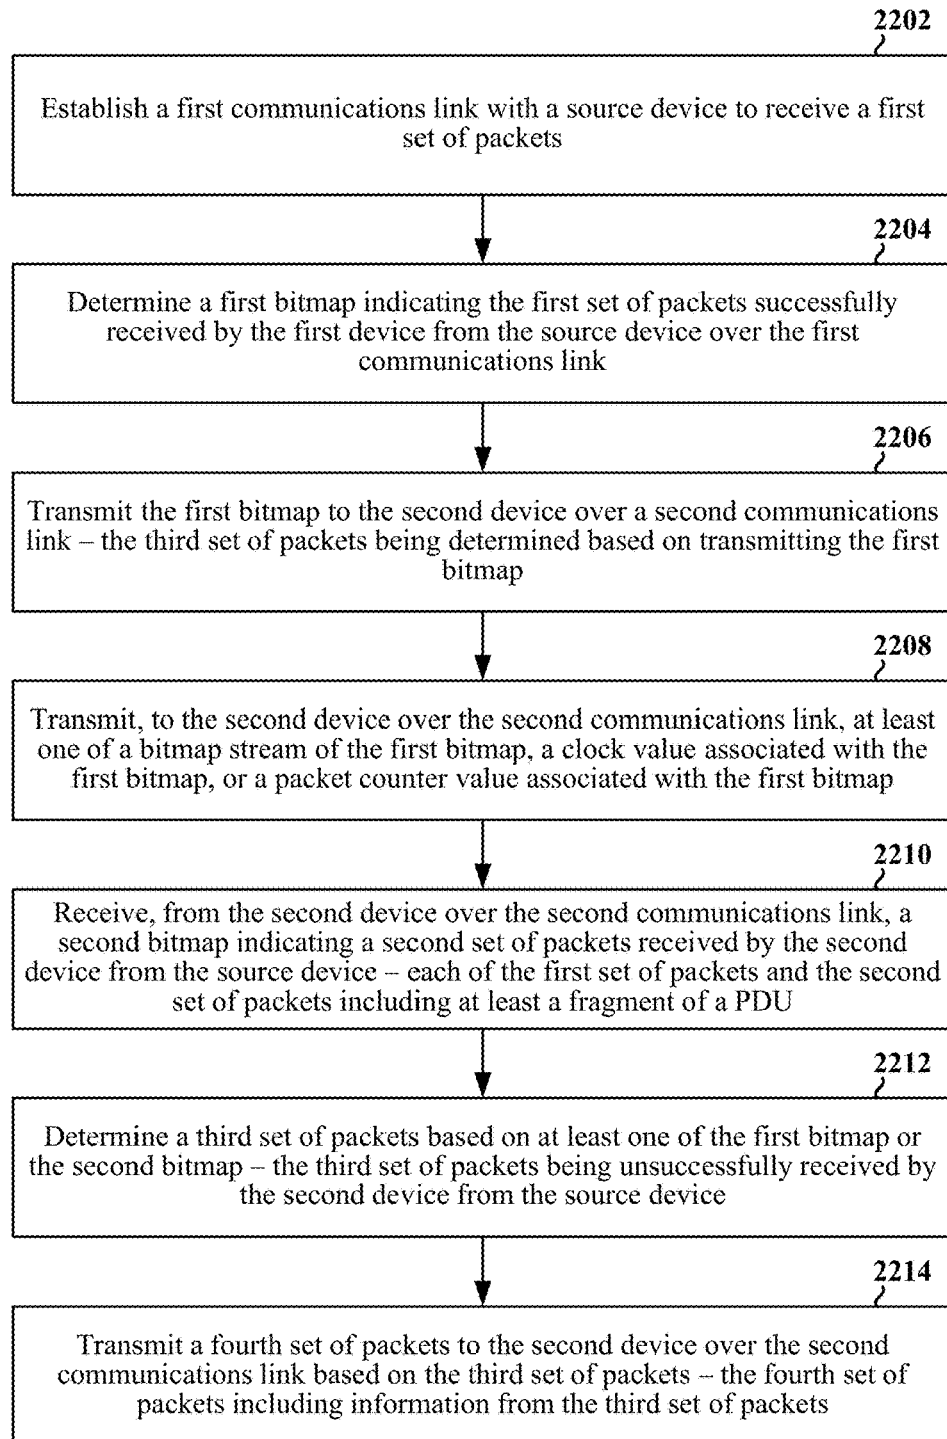 2202
Establish a first communications link with a source device to receive a first
set of packets
2204
Determine a first bitmap indicating the first set of packets successfully
received by the first device from the source device over the first
communications link
2206
Transmit the first bitmap to the second device over a second communications
link – the third set of packets being determined based on transmitting the first
bitmap
2208
Transmit, to the second device over the second communications link, at least
one of a bitmap stream of the first bitmap, a clock value associated with the
first bitmap, or a packet counter value associated with the first bitmap
2210
Receive, from the second device over the second communications link, a
second bitmap indicating a second set of packets received by the second
device from the source device – each of the first set of packets and the second
set of packets including at least a fragment of a PDU
2212
Determine a third set of packets based on at least one of the first bitmap or
the second bitmap – the third set of packets being unsuccessfully received by
the second device from the source device
2214
Transmit a fourth set of packets to the second device over the second
communications link based on the third set of packets – the fourth set of
packets including information from the third set of packets